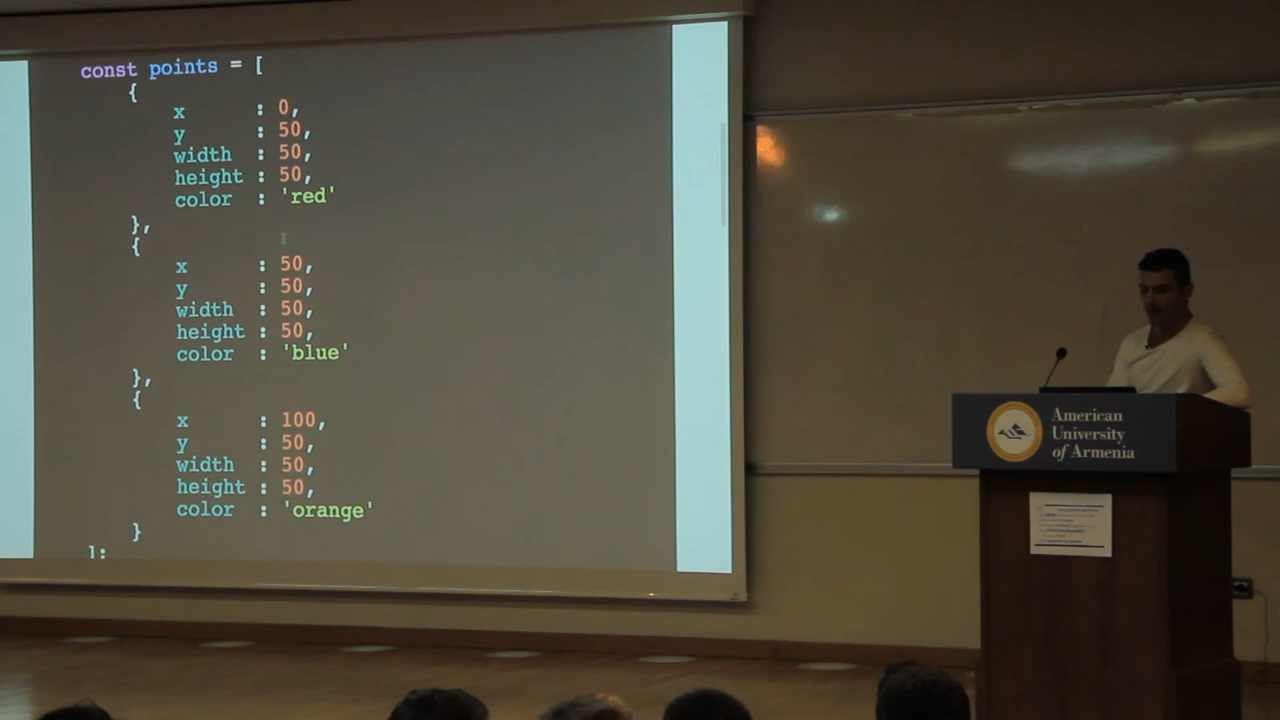 const points = [
{
x : 0,
y : 50,
width : 50,
height : 50,
color : 'red'
},
{
x : 50,
y : 50,
width : 50,
height : 50,
color : 'blue'
},
{
x : 100,
y : 50,
width : 50,
height : 50,
color : 'orange'
}
];
American
University
of Armenia